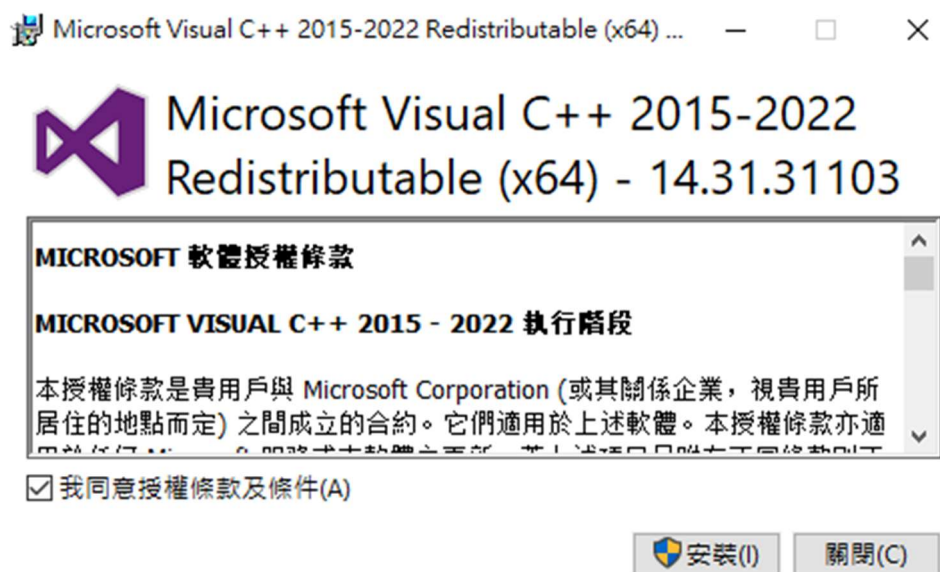 Microsoft Visual C++ 2015-2022 Redistributable (x64) ...
Microsoft Visual C++ 2015-2022
Redistributable (x64) - 14.31.31103
MICROSOFT 軟體授權條款
MICROSOFT VISUAL C++ 2015 - 2022 執行階段
本授權條款是貴用戶與 Microsoft Corporation (或其關係企業，視貴用戶所
居住的地點而定) 之間成立的合約。它們適用於上述軟體。本授權條款亦適
我同意授權條款及條件(A)
安裝(I)
關閉(C)